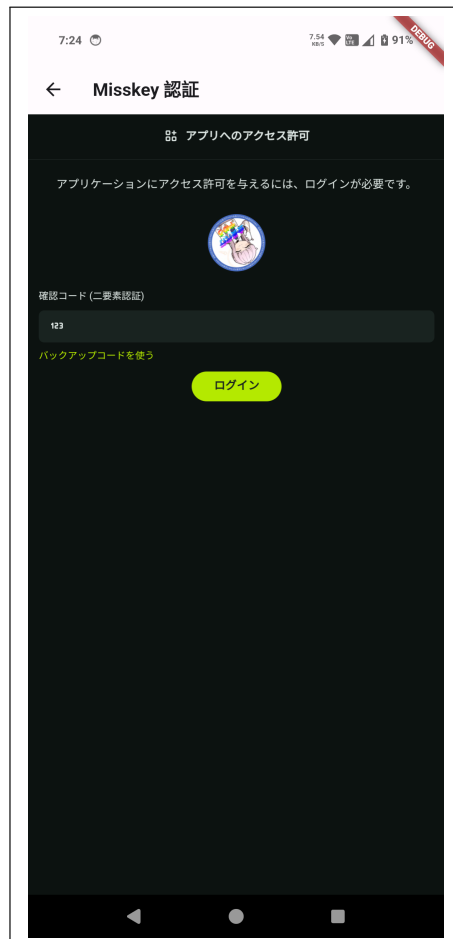 7:24
7.54
KB/S
Vo
LTE
91%
DEBUG
Misskey 認証
アプリへのアクセス許可
アプリケーションにアクセス許可を与えるには、ログインが必要です。
確認コード (二要素認証)
123
バックアップコードを使う
ログイン